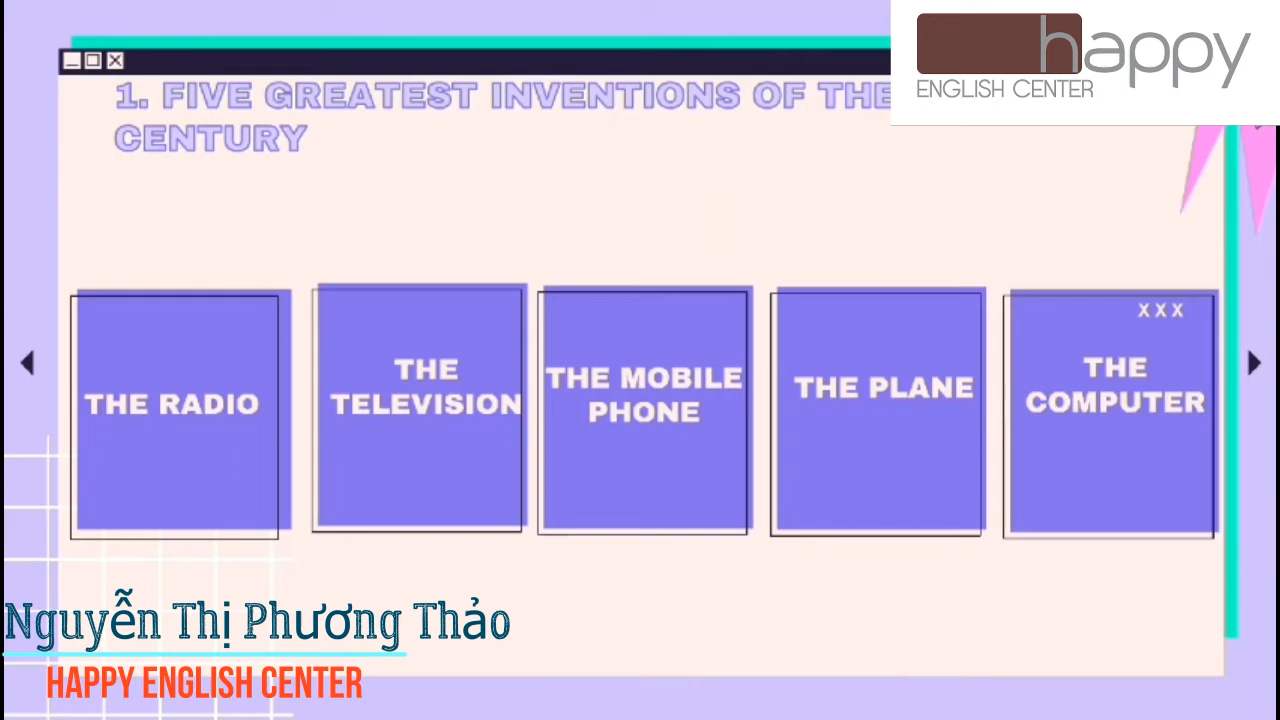 happy
ENGLISH CENTER
1. FIVE GREATEST INVENTIONS OF THE
CENTURY
THE RADIO
THE
TELEVISION
THE MOBILE
PHONE
THE PLANE
X X X
THE
COMPUTER
Nguyễn Thị Phương Thảo
HAPPY ENGLISH CENTER